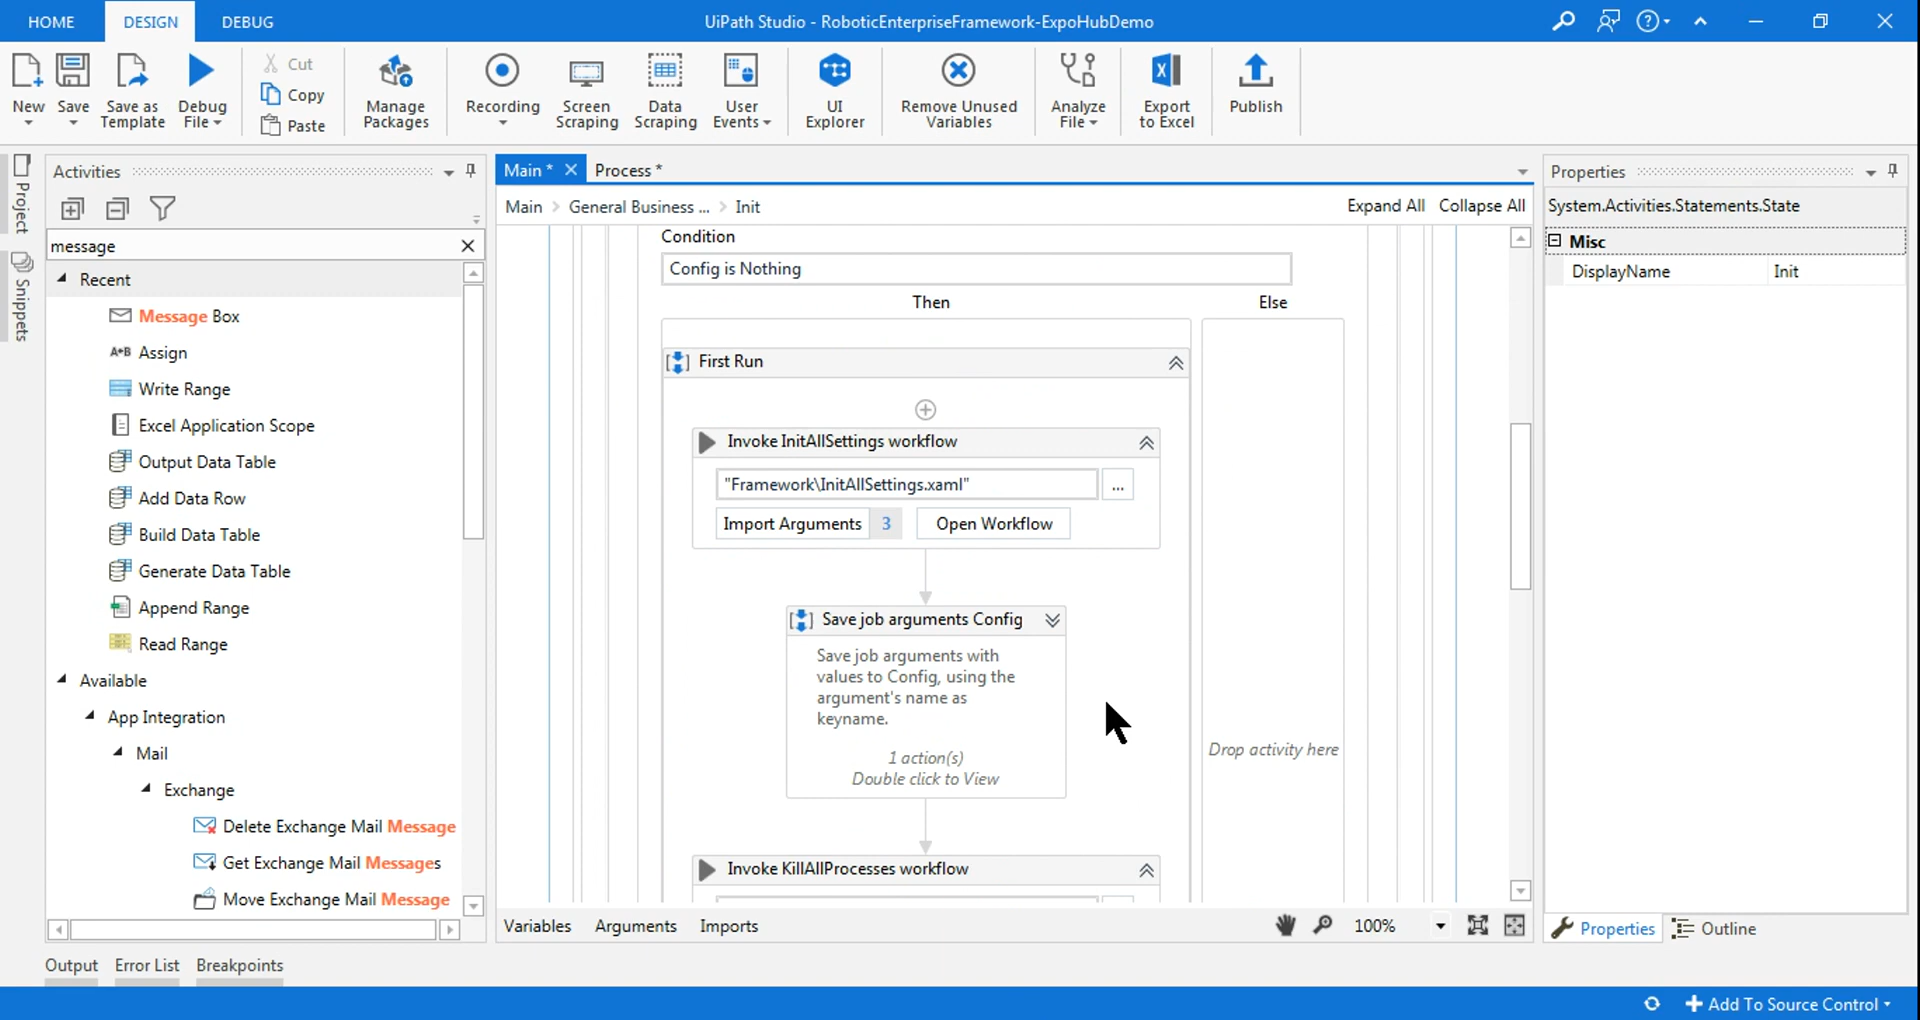 HOME DESIGN DEBUG UiPath Studio - RoboticEnterpriseFramework-ExpoHubDemo
New Save Save as Template Debug File
Cut
Copy
Paste
Manage Packages Recording Screen Scraping Data Scraping User Events UI Explorer Remove Unused Variables Analyze File Export to Excel Publish
Project
Snippets
Activities
message
Recent
Message Box
Assign
Write Range
Excel Application Scope
Output Data Table
Add Data Row
Build Data Table
Generate Data Table
Append Range
Read Range
Available
App Integration
Mail
Exchange
Delete Exchange Mail Message
Get Exchange Mail Messages
Move Exchange Mail Message
Main * Process *
Main General Business ... Init Expand All Collapse All
Condition
Config is Nothing
Then Else
First Run
Invoke InitAllSettings workflow
"Framework\InitAllSettings.xaml" ...
Import Arguments 3 Open Workflow
Save job arguments Config
Save job arguments with
values to Config, using the
argument's name as
keyname.
1 action(s)
Double click to View
Drop activity here
Invoke KillAllProcesses workflow
Variables Arguments Imports 100%
Properties
System.Activities.Statements.State
Misc
DisplayName Init
Properties Outline
Output Error List Breakpoints
Add To Source Control